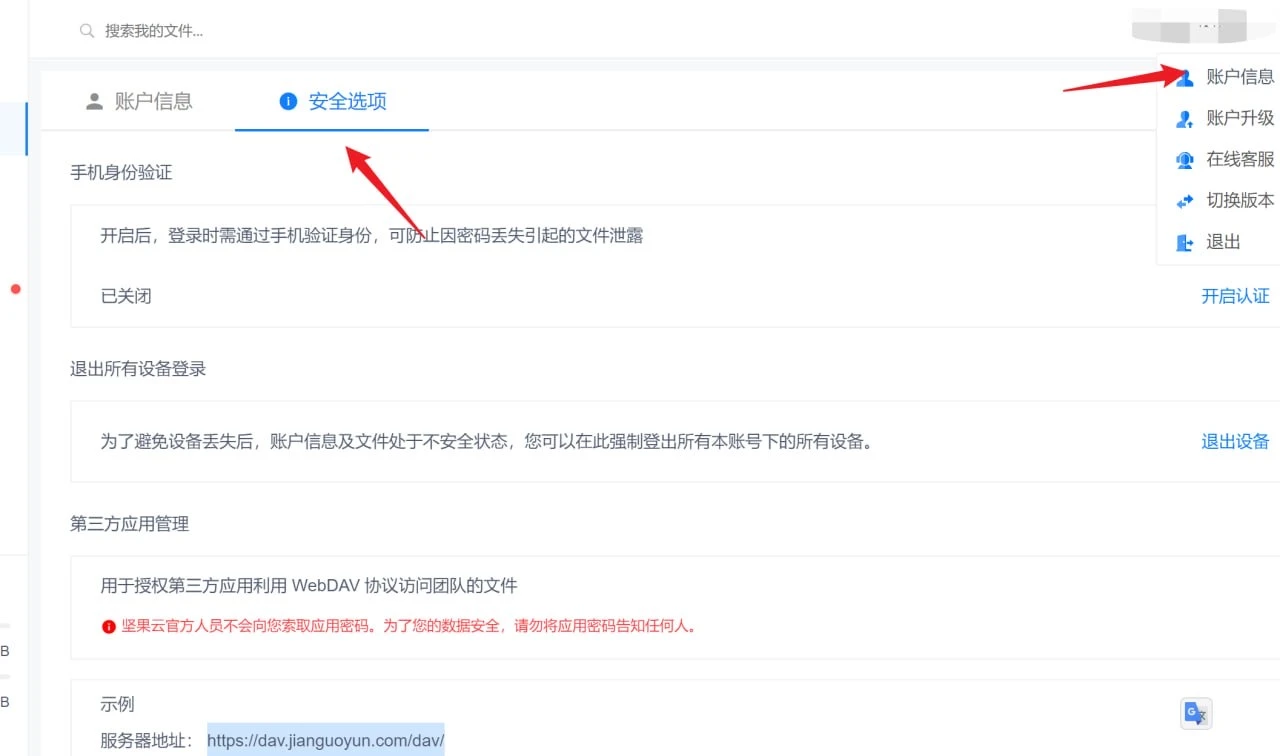 搜索我的文件...
账户信息
安全选项
账户信息
账户升级
在线客服
切换版本
退出
手机身份验证
开启后，登录时需通过手机验证身份，可防止因密码丢失引起的文件泄露
已关闭
开启认证
退出所有设备登录
为了避免设备丢失后，账户信息及文件处于不安全状态，您可以在此强制登出所有本账号下的所有设备。
退出设备
第三方应用管理
用于授权第三方应用利用 WebDAV 协议访问团队的文件
坚果云官方人员不会向您索取应用密码。为了您的数据安全，请勿将应用密码告知任何人。
B
B
示例
服务器地址： https://dav.jianguoyun.com/dav/